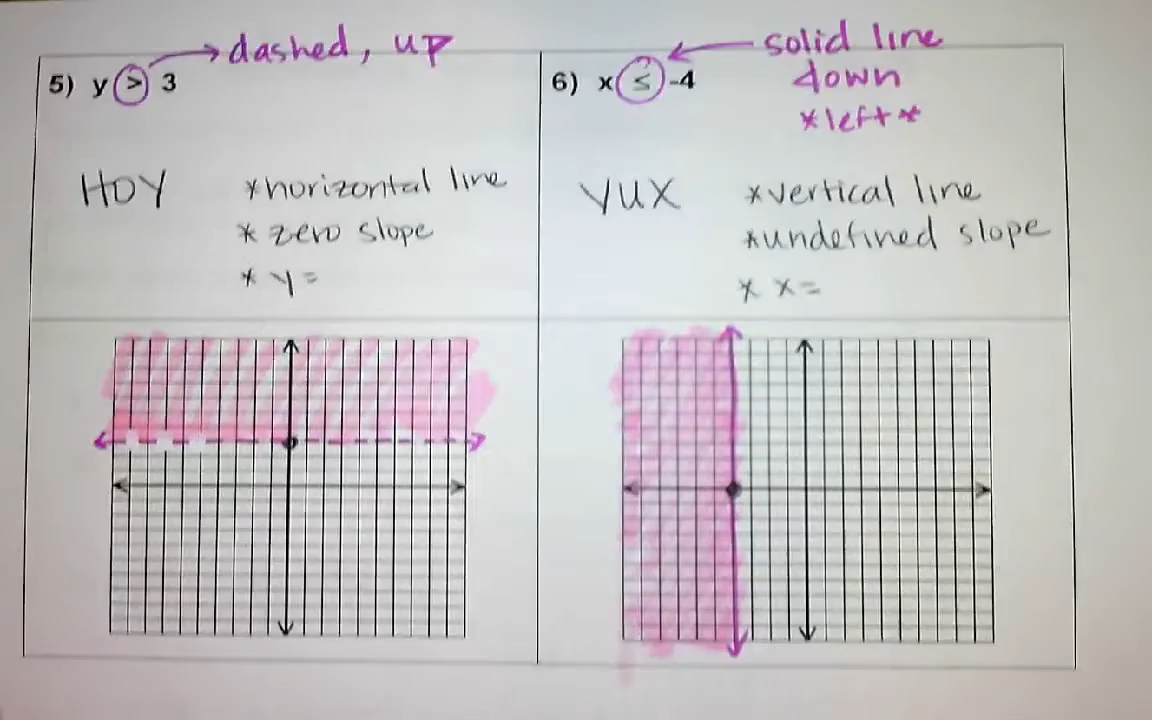 dashed, up
5) y > 3
HOY
*horizontal line
* zero slope
* y=
solid line
down
*left*
6) x ≤ -4
VUX
*vertical line
*undefined slope
* x=